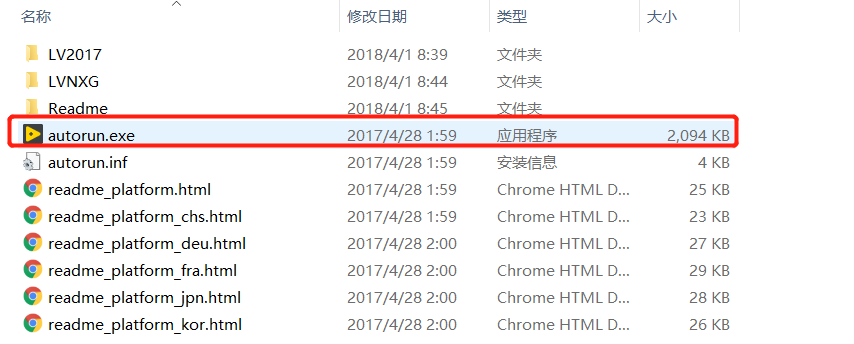 名称 修改日期 类型 大小
LV2017 2018/4/1 8:39 文件夹
LVNXG 2018/4/1 8:44 文件夹
Readme 2018/4/1 8:45 文件夹
autorun.exe 2017/4/28 1:59 应用程序 2,094 KB
autorun.inf 2017/4/28 1:59 安装信息 4 KB
readme_platform.html 2017/4/28 1:59 Chrome HTML D... 25 KB
readme_platform_chs.html 2017/4/28 1:59 Chrome HTML D... 23 KB
readme_platform_deu.html 2017/4/28 2:00 Chrome HTML D... 27 KB
readme_platform_fra.html 2017/4/28 2:00 Chrome HTML D... 29 KB
readme_platform_jpn.html 2017/4/28 2:00 Chrome HTML D... 28 KB
readme_platform_kor.html 2017/4/28 2:00 Chrome HTML D... 26 KB